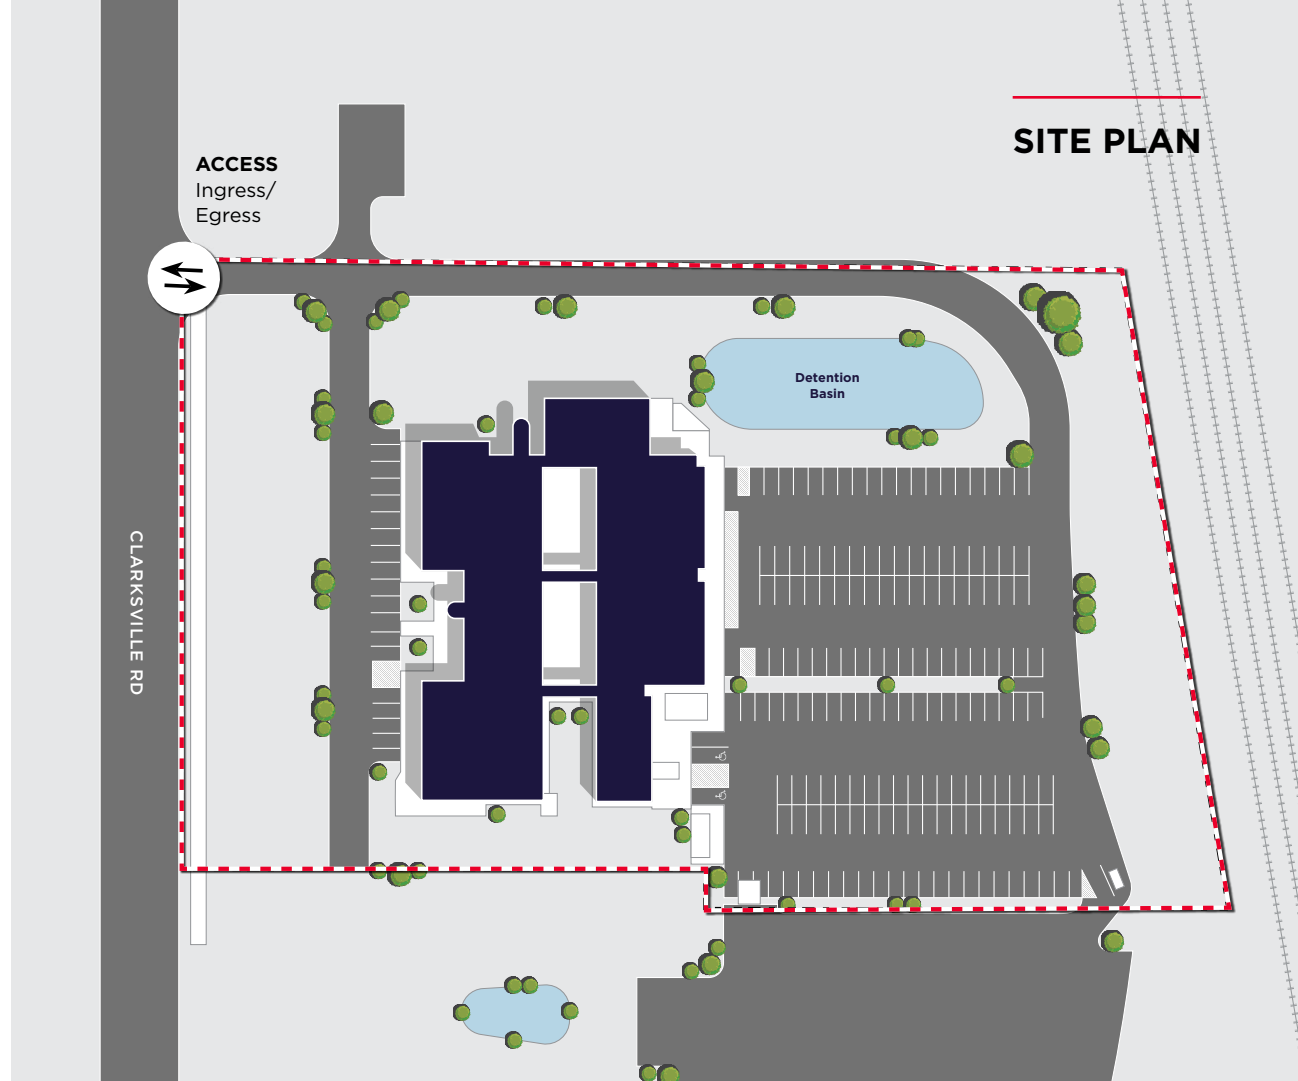 SITE PLAN
ACCESS
Ingress/
Egress
Detention
Basin
CLARKSVILLE RD